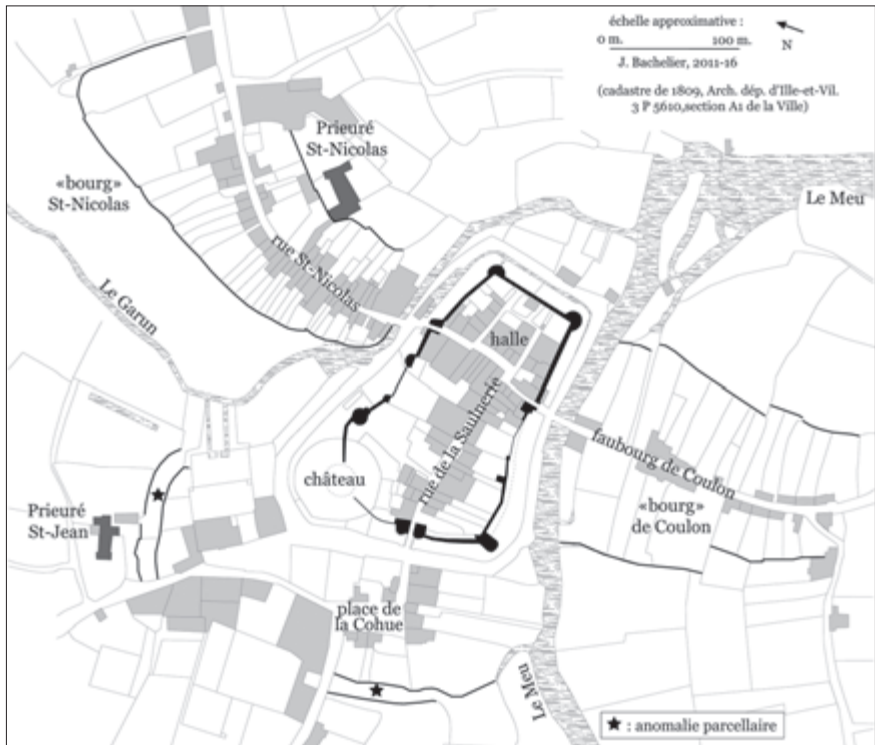 échelle approximative :
0 m. 100 m.
N
J. Bachelier, 2011-16
(cadastre de 1809, Arch. dép. d'Ille-et-Vil.
3 P 5610,section A1 de la Ville)
Prieuré
St-Nicolas
«bourg»
St-Nicolas
Le Meu
rue St-Nicolas
Le Garun
halle
rue de la Saulnerie
château
faubourg de Coulon
«bourg»
de Coulon
Prieuré
St-Jean
place de
la Cohue
Le Meu
★ : anomalie parcellaire